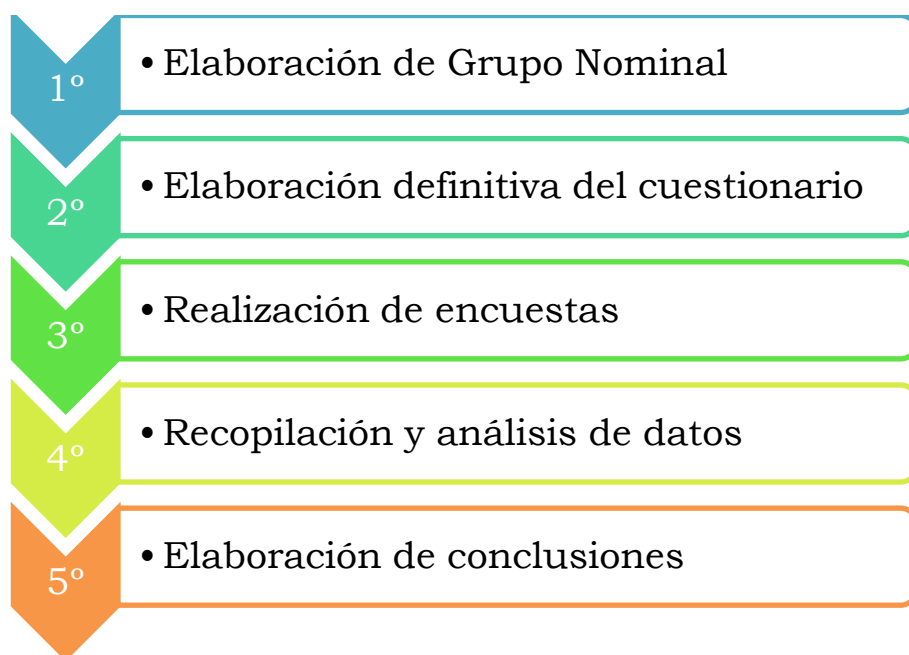 1º
• Elaboración de Grupo Nominal
2º
• Elaboración definitiva del cuestionario
3º
• Realización de encuestas
4º
• Recopilación y análisis de datos
5º
• Elaboración de conclusiones